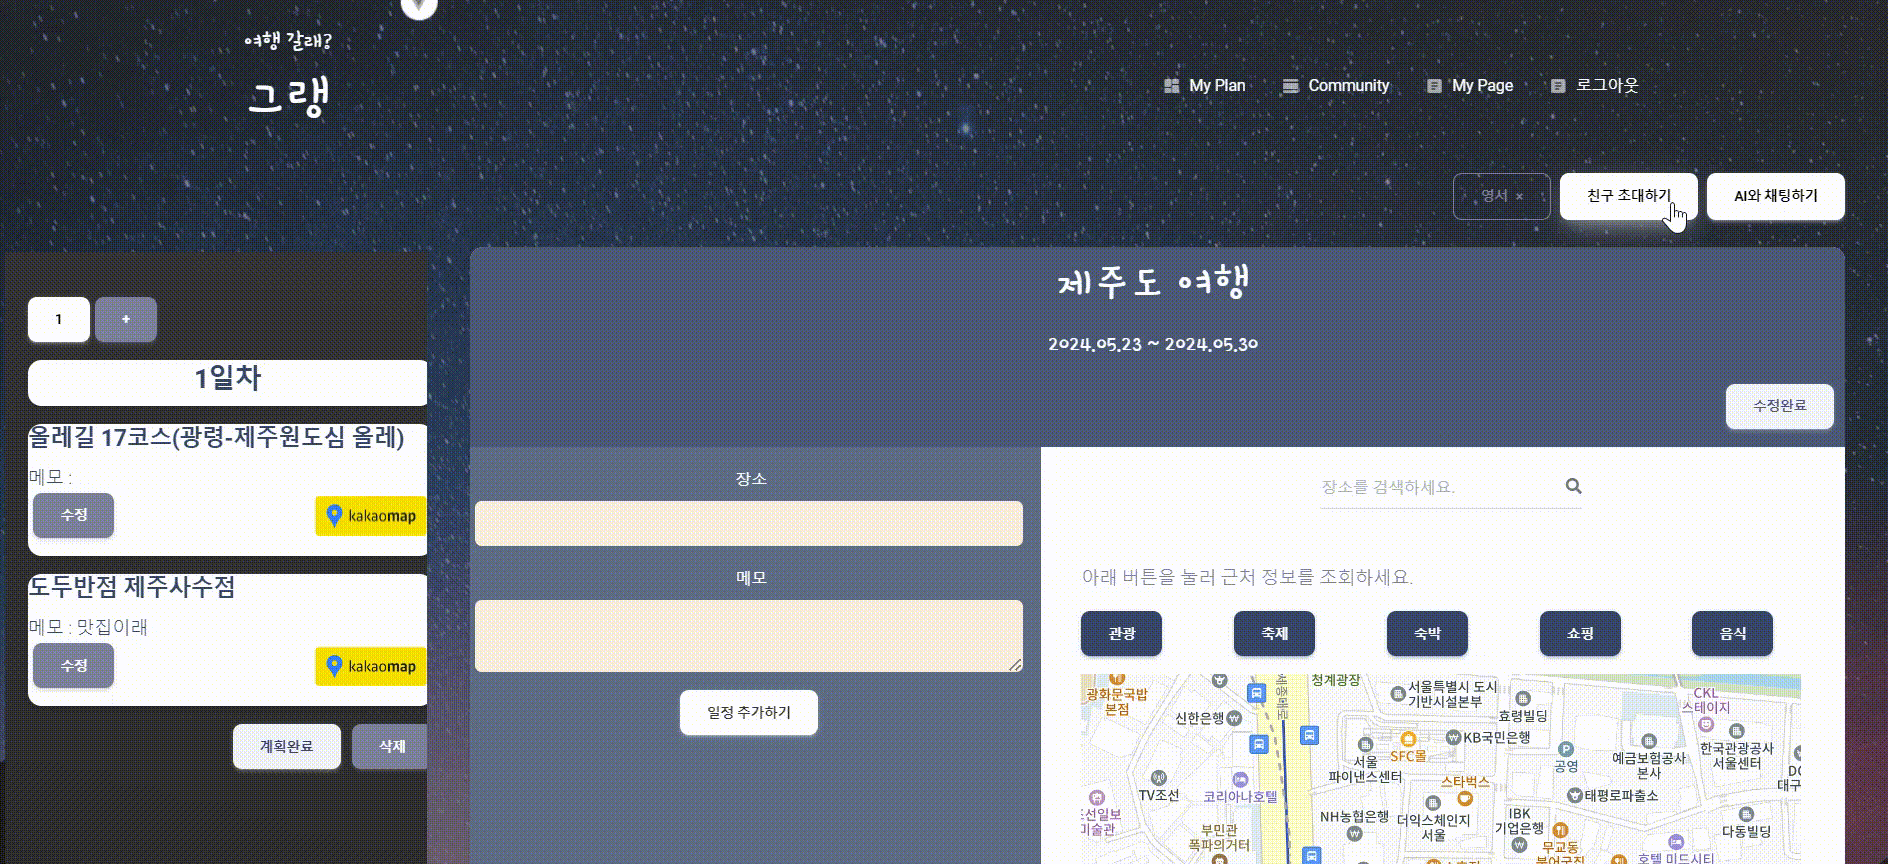 여행 갈래?
그랭
My Plan
Community
My Page
로그아웃
영서 ×
친구 초대하기
AI와 채팅하기
1
+
1일차
올레길 17코스(광령-제주원도심 올레)
메모 :
수정
kakaomap
도두반점 제주사수점
메모 : 맛집이래
수정
kakaomap
계획완료
삭제
제주도 여행
2024.05.23 ~ 2024.05.30
수정완료
장소
메모
일정 추가하기
장소를 검색하세요.
아래 버튼을 눌러 근처 정보를 조회하세요.
관광
축제
숙박
쇼핑
음식
광화문국밥
본점
신한은행
세종대로
청계광장
서울특별시 도시
기반시설본부
효령빌딩
CKL
스테이지
KB국민은행
SFC몰
서울
파이낸스센터
공영
예금보험공사
본사
한국관광공사
서울센터
TV조선
코리아나호텔
스타벅스
태평로파출소
조선일보
미술관
NH농협은행
더익스체인지
서울
IBK
기업은행
다동빌딩
부민관
폭파의거터
무교동
북어국집
호텔 미드시티